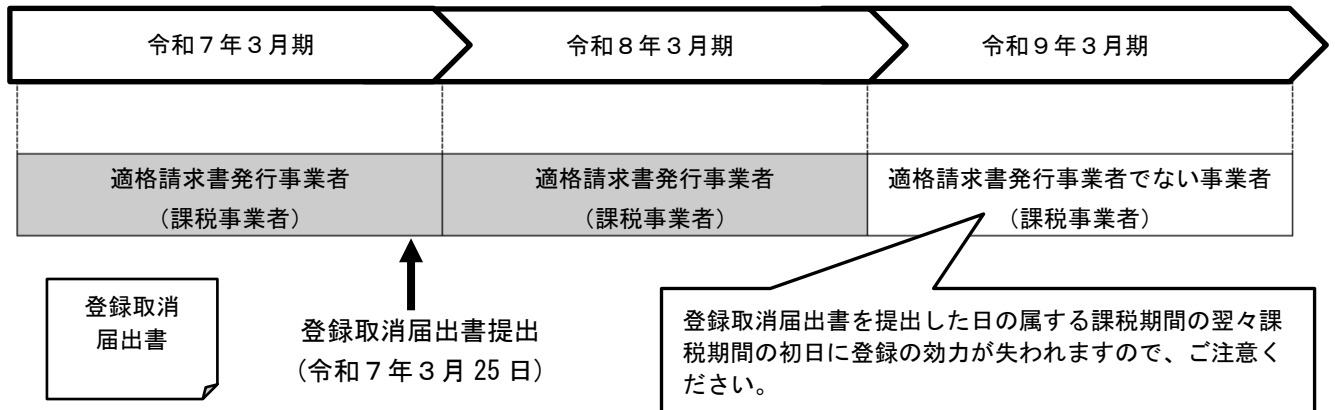 令和７年３月期
令和８年３月期
令和９年３月期
適格請求書発行事業者
（課税事業者）
適格請求書発行事業者
（課税事業者）
適格請求書発行事業者でない事業者
（課税事業者）
登録取消
届出書
登録取消届出書提出
（令和７年３月 25 日）
登録取消届出書を提出した日の属する課税期間の翌々課
税期間の初日に登録の効力が失われますので、ご注意く
ださい。